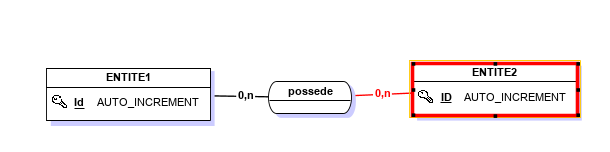 ENTITE1
Id AUTO_INCREMENT
0,n
possede
0,n
ENTITE2
ID AUTO_INCREMENT